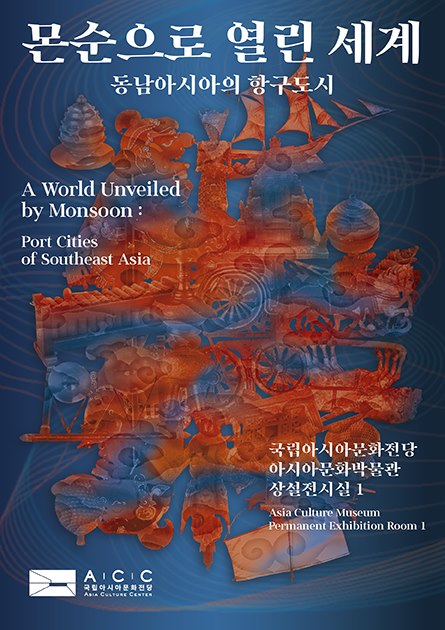 몬순으로 열린 세계
동남아시아의 항구도시
A World Unveiled
by Monsoon :
Port Cities
of Southeast Asia
국립아시아문화전당
아시아문화박물관
상설전시실 1
Asia Culture Museum
Permanent Exhibition Room 1
A C C
국립아시아문화전당
ASIA CULTURE CENTER